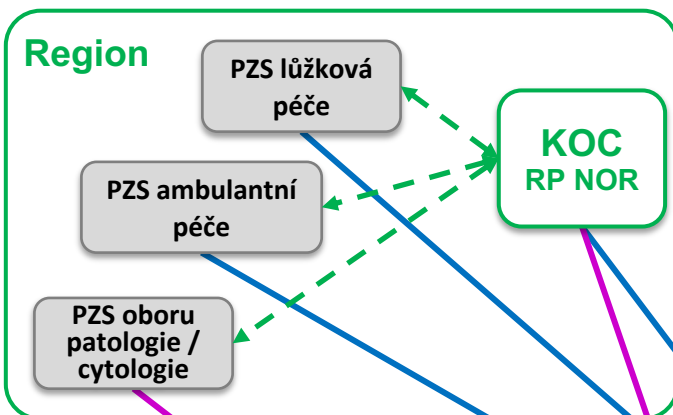 Region
PZS lůžková
péče
KOC
RP NOR
PZS ambulantní
péče
PZS oboru
patologie /
cytologie